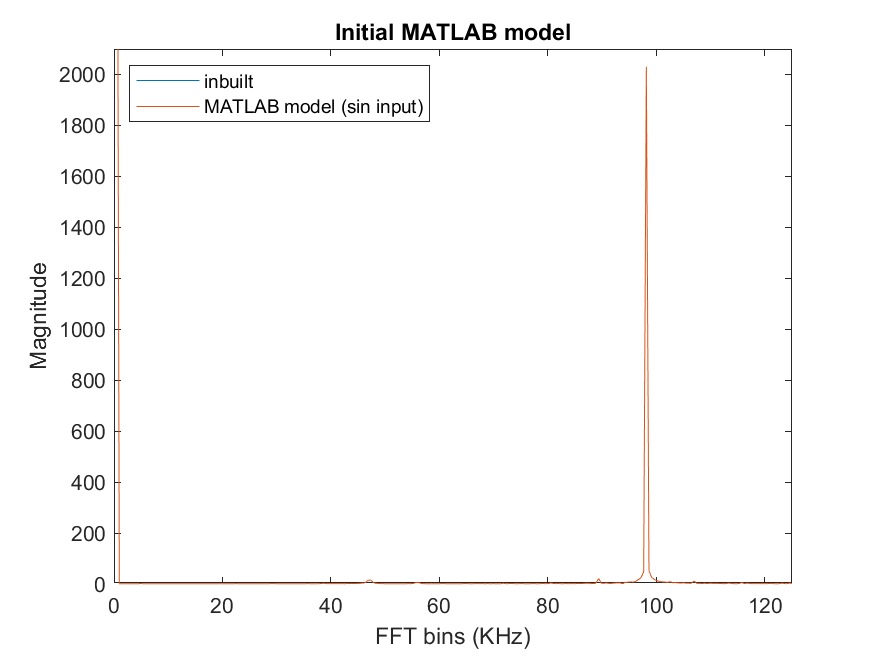 Initial MATLAB model
inbuilt
MATLAB model (sin input)
Magnitude
2000
1800
1600
1400
1200
1000
800
600
400
200
0
0 20 40 60 80 100 120
FFT bins (KHz)